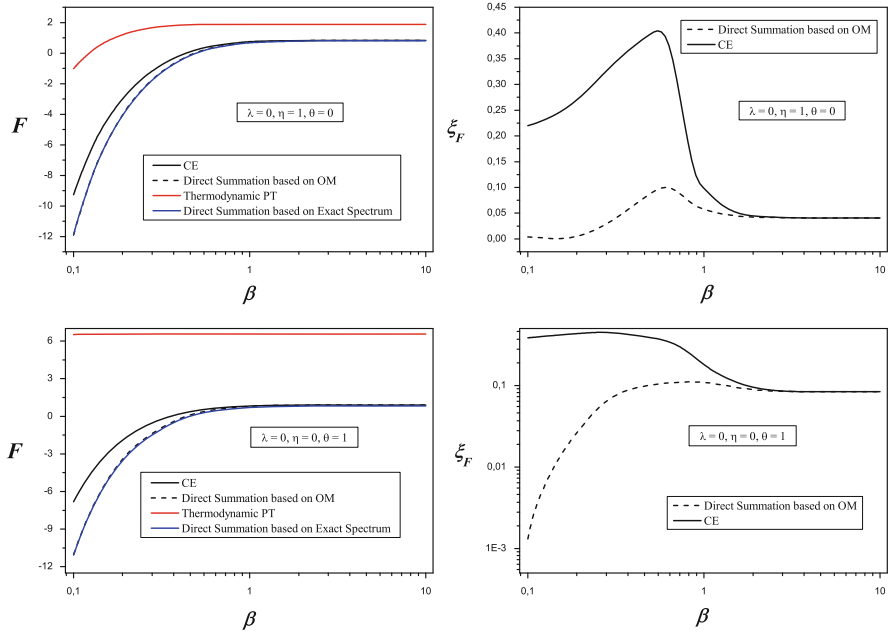 2
0
-2
-4
-6
-8
-10
-12
F
0,1
1
10
β
λ = 0, η = 1, θ = 0
CE
Direct Summation based on OM
Thermodynamic PT
Direct Summation based on Exact Spectrum
0,45
0,40
0,35
0,30
0,25
0,20
0,15
0,10
0,05
0,00
ξF
0,1
1
10
β
Direct Summation based on OM
CE
λ = 0, η = 1, θ = 0
6
3
0
-3
-6
-9
-12
F
0,1
1
10
β
λ = 0, η = 0, θ = 1
CE
Direct Summation based on OM
Thermodynamic PT
Direct Summation based on Exact Spectrum
0,1
0,01
1E-3
ξF
0,1
1
10
β
λ = 0, η = 0, θ = 1
Direct Summation based on OM
CE